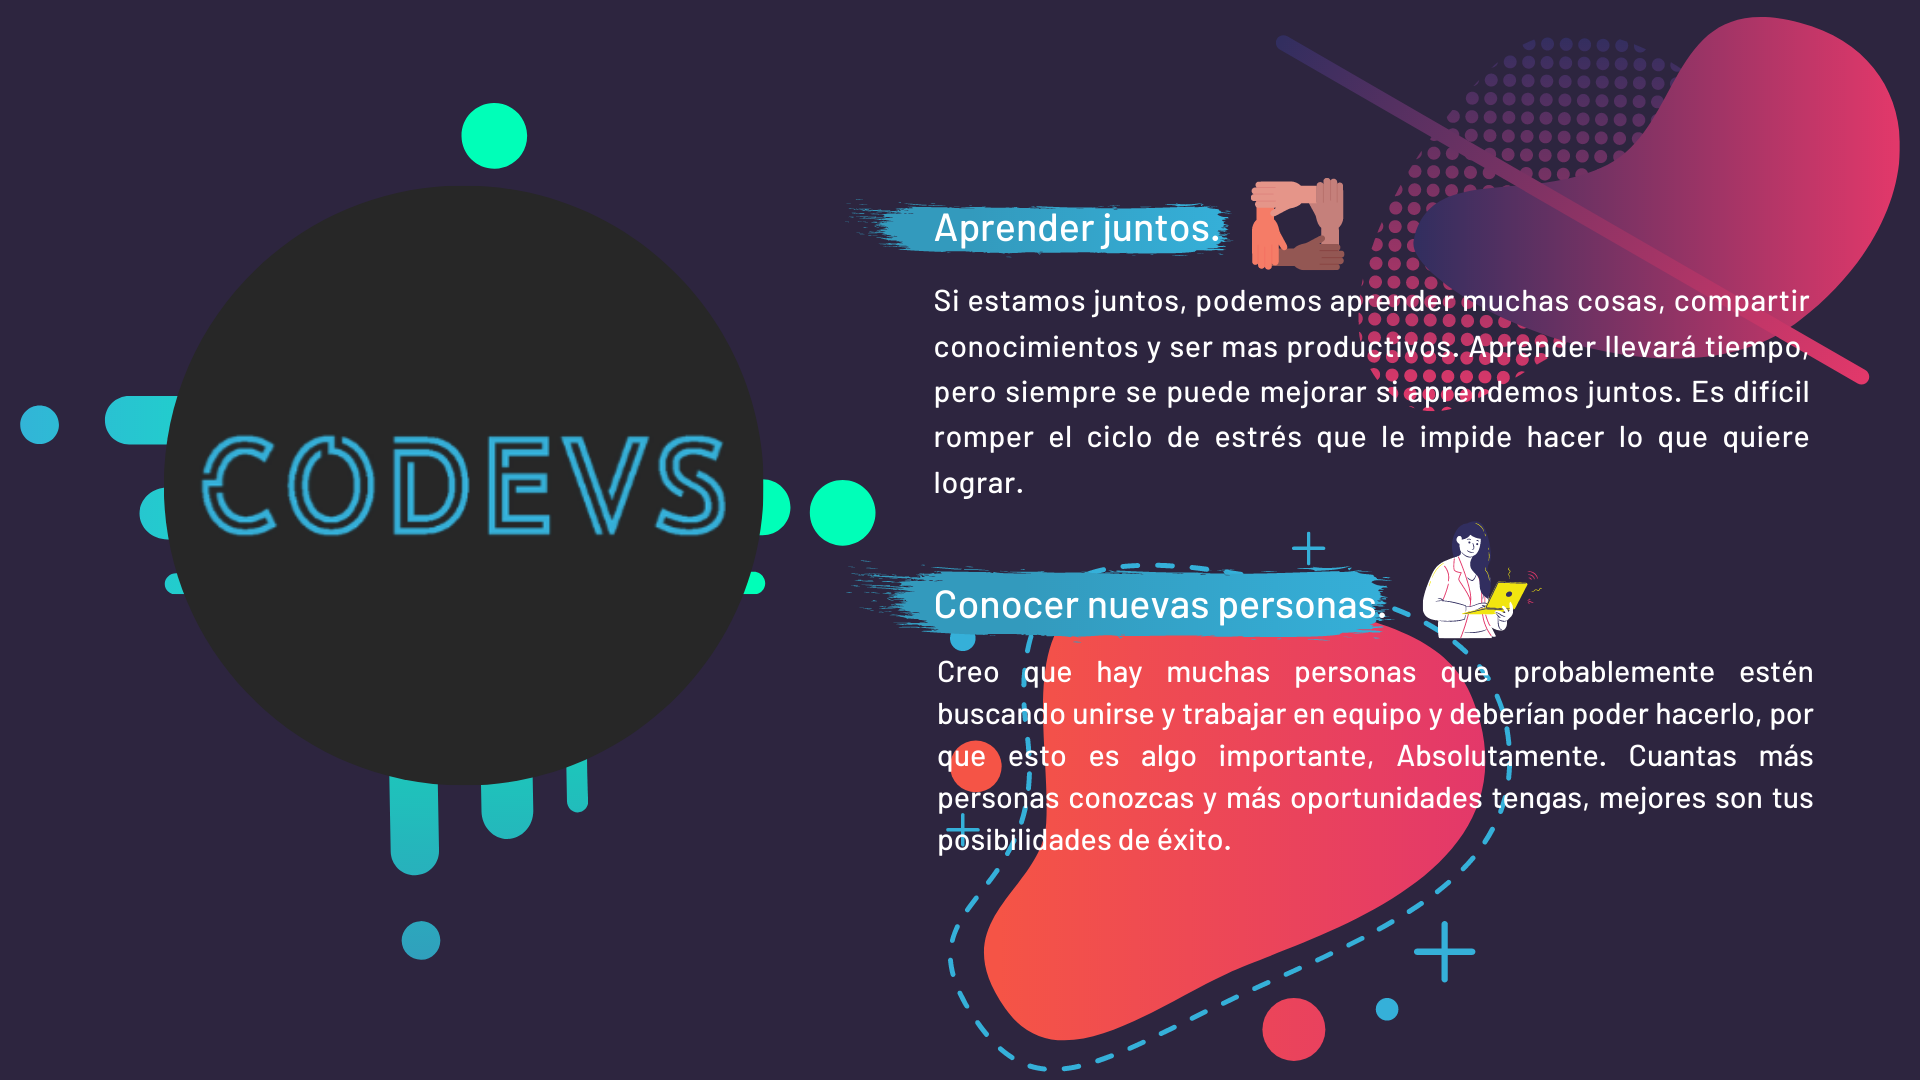 CODEVS
Aprender juntos.
Si estamos juntos, podemos aprender muchas cosas, compartir
conocimientos y ser mas productivos. Aprender llevará tiempo,
pero siempre se puede mejorar si aprendemos juntos. Es difícil
romper el ciclo de estrés que le impide hacer lo que quiere
lograr.
Conocer nuevas personas.
Creo que hay muchas personas que probablemente estén
buscando unirse y trabajar en equipo y deberían poder hacerlo, por
que esto es algo importante, Absolutamente. Cuantas más
personas conozcas y más oportunidades tengas, mejores son tus
posibilidades de éxito.